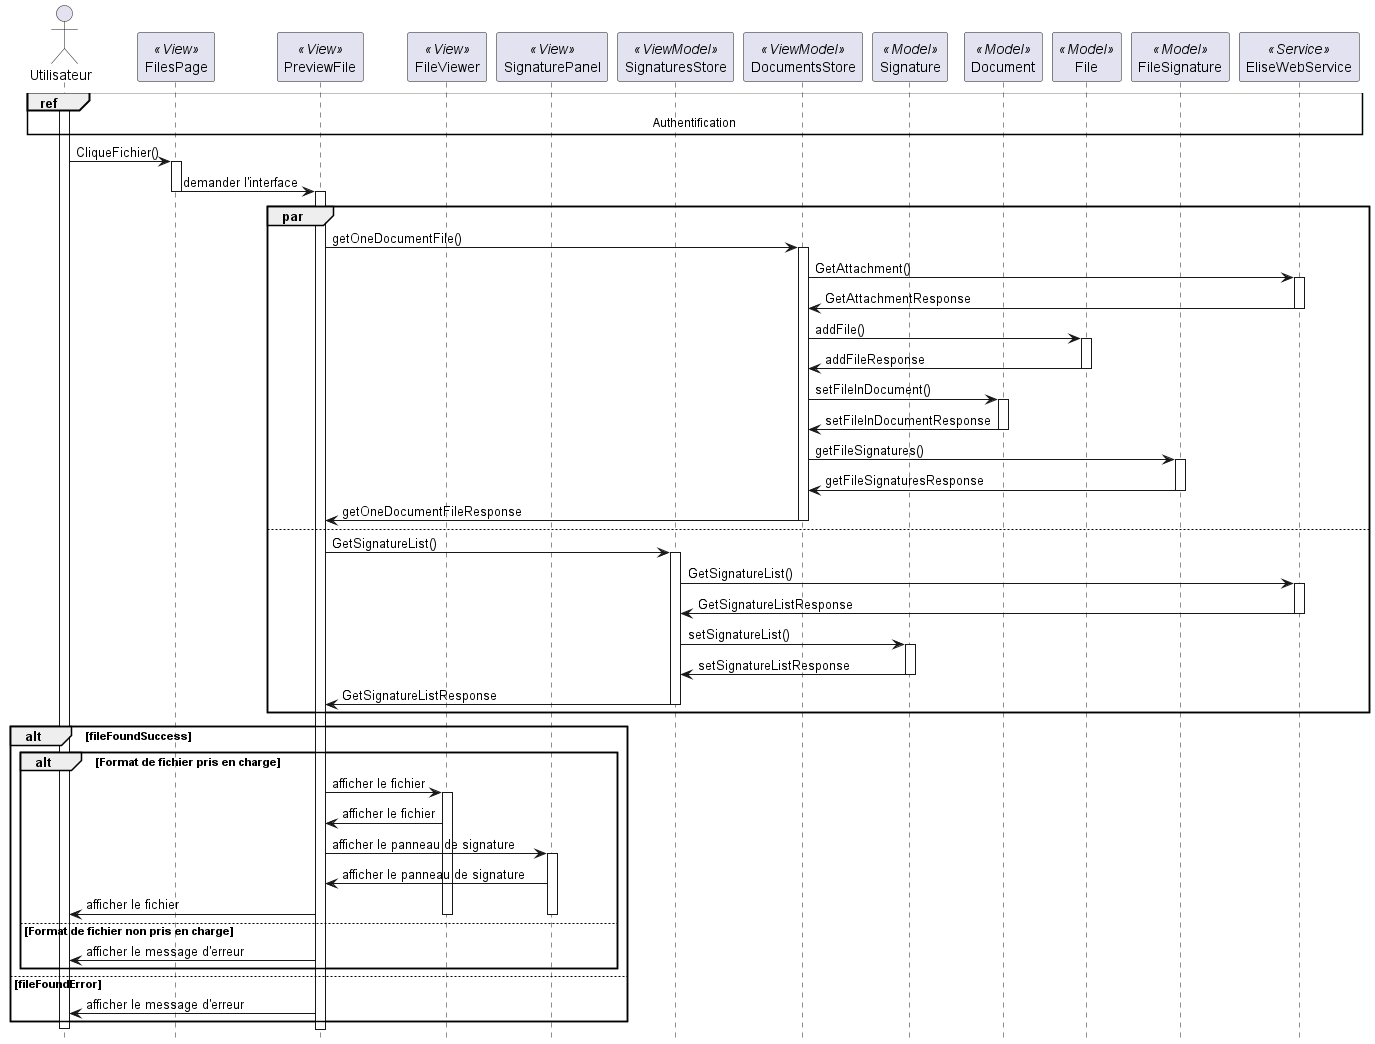 «View»
«View»
«View»
«View»
«ViewModel»
«ViewModel»
«Model»
«Model»
«Model»
«Model»
«Service»
Utilisateur
FilesPage
PreviewFile
FileViewer
SignaturePanel
SignaturesStore
DocumentsStore
Signature
Document
File
FileSignature
EliseWebService
ref
Authentification
CliqueFichier()
demander l'interface
par
getOneDocumentFile()
GetAttachment()
GetAttachmentResponse
addFile()
addFileResponse
setFileInDocument()
setFileInDocumentResponse
getFileSignatures()
getFileSignaturesResponse
getOneDocumentFileResponse
GetSignatureList()
GetSignatureList()
GetSignatureListResponse
setSignatureList()
setSignatureListResponse
GetSignatureListResponse
alt [fileFoundSuccess]
alt [Format de fichier pris en charge]
afficher le fichier
afficher le fichier
afficher le panneau de signature
afficher le panneau de signature
afficher le fichier
[Format de fichier non pris en charge]
afficher le message d'erreur
[fileFoundError]
afficher le message d'erreur